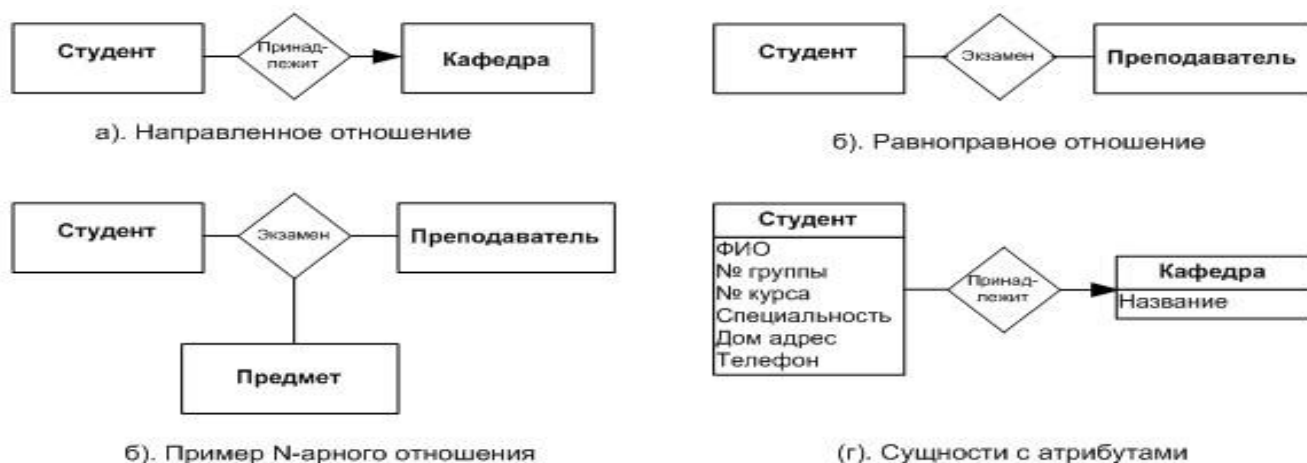 Студент
Принад-
лежит
Кафедра
а). Направленное отношение
Студент
Экзамен
Преподаватель
б). Равноправное отношение
Студент
Экзамен
Преподаватель
Предмет
б). Пример N-арного отношения
Студент
ФИО
№ группы
№ курса
Специальность
Дом адрес
Телефон
Принад-
лежит
Кафедра
Название
(г). Сущности с атрибутами